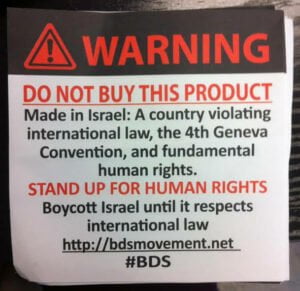 WARNING
DO NOT BUY THIS PRODUCT
Made in Israel: A country violating
international law, the 4th Geneva
Convention, and fundamental
human rights.
STAND UP FOR HUMAN RIGHTS
Boycott Israel until it respects
international law
http://bdsmovement.net
#BDS